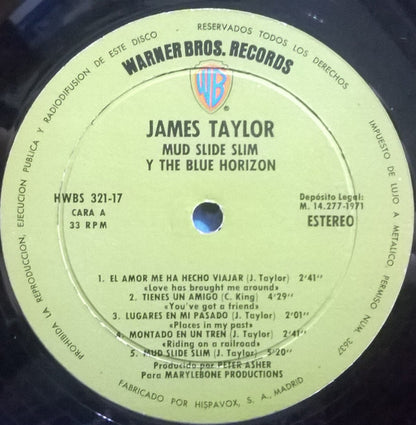 RESERVADOS TODOS LOS DERECHOS
PROHIBIDA LA REPRODUCCION, EJECUCION PUBLICA Y RADIODIFUSION DE ESTE DISCO
IMPUESTO DE LUJO A METALICO PERMISO NUM. 3637
WARNER BROS. RECORDS
WB
JAMES TAYLOR
MUD SLIDE SLIM
Y THE BLUE HORIZON
HWBS 321-17
CARA A
33 RPM
Depósito Legal:
M. 14.277-1971
ESTEREO
1. EL AMOR ME HA HECHO VIAJAR (J. Taylor) 2'41''
«Love has brought me around»
2. TIENES UN AMIGO (C. King) 4'29''
«You've got a friend»
3. LUGARES EN MI PASADO (J. Taylor) 2'01''
«Places in my past»
4. MONTADO EN UN TREN (J. Taylor) 2'41''
«Riding on a railroad»
5. MUD SLIDE SLIM (J. Taylor) 5'20''
Producido por PETER ASHER
Para MARYLEBONE PRODUCTIONS
FABRICADO POR HISPAVOX, S. A., MADRID